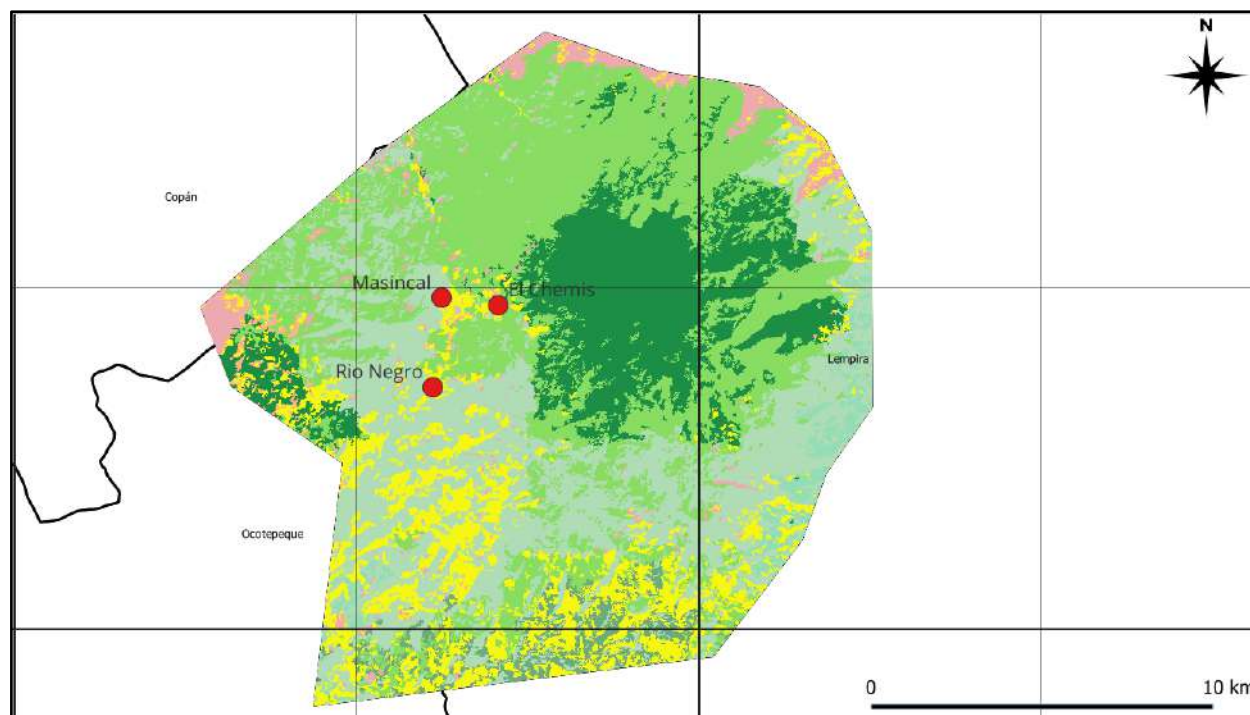 N
Copán
Masincal
El Chemis
Lempira
Rio Negro
Ocotepeque
0 10 km